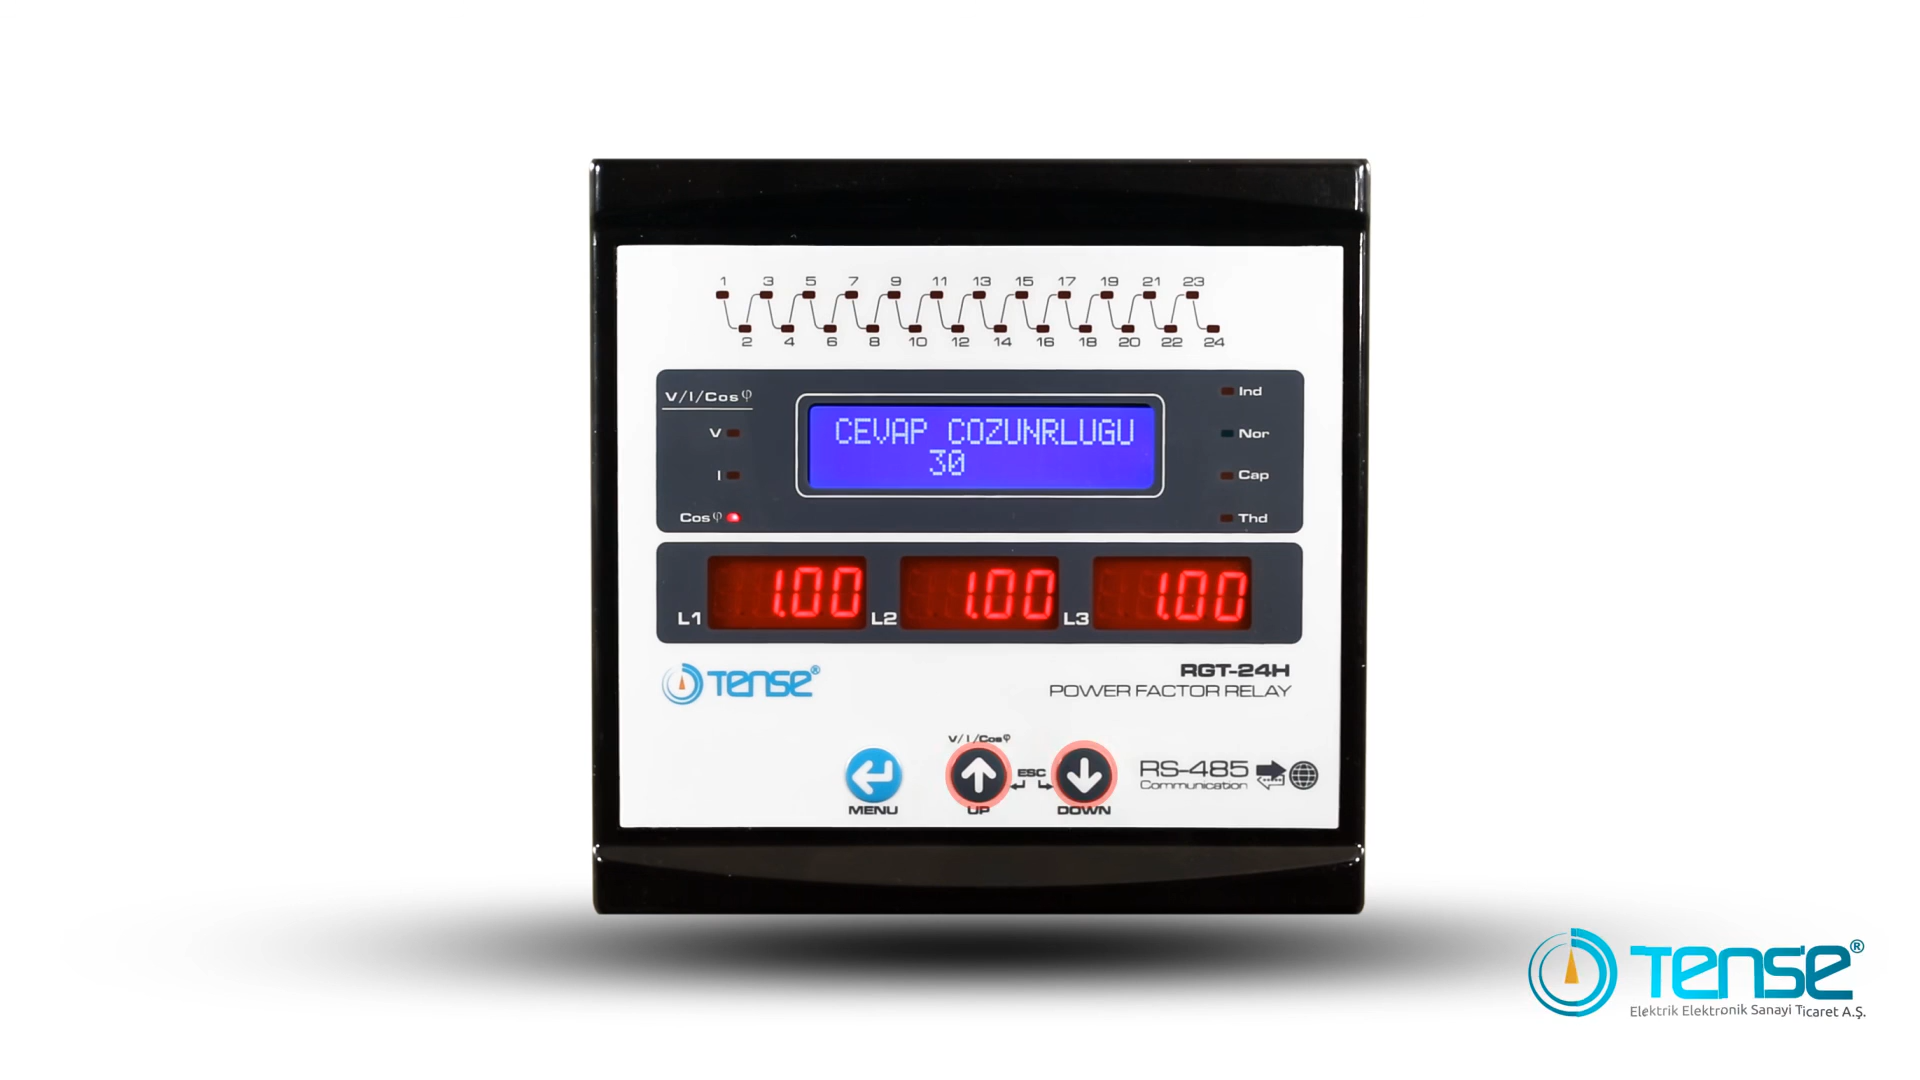 1 3 5 7 9 11 13 15 17 19 21 23
2 4 6 8 10 12 14 16 18 20 22 24
V/I/Cosφ
V
I
Cosφ
CEVAP COZUNRLUGU
30
Ind
Nor
Cap
Thd
L1 1.00 L2 1.00 L3 1.00
TENSE®
RGT-24H
POWER FACTOR RELAY
V/I/Cosφ
ESC
MENU UP DOWN
RS-485
Communication
TENSE®
Elektrik Elektronik Sanayi Ticaret A.Ş.